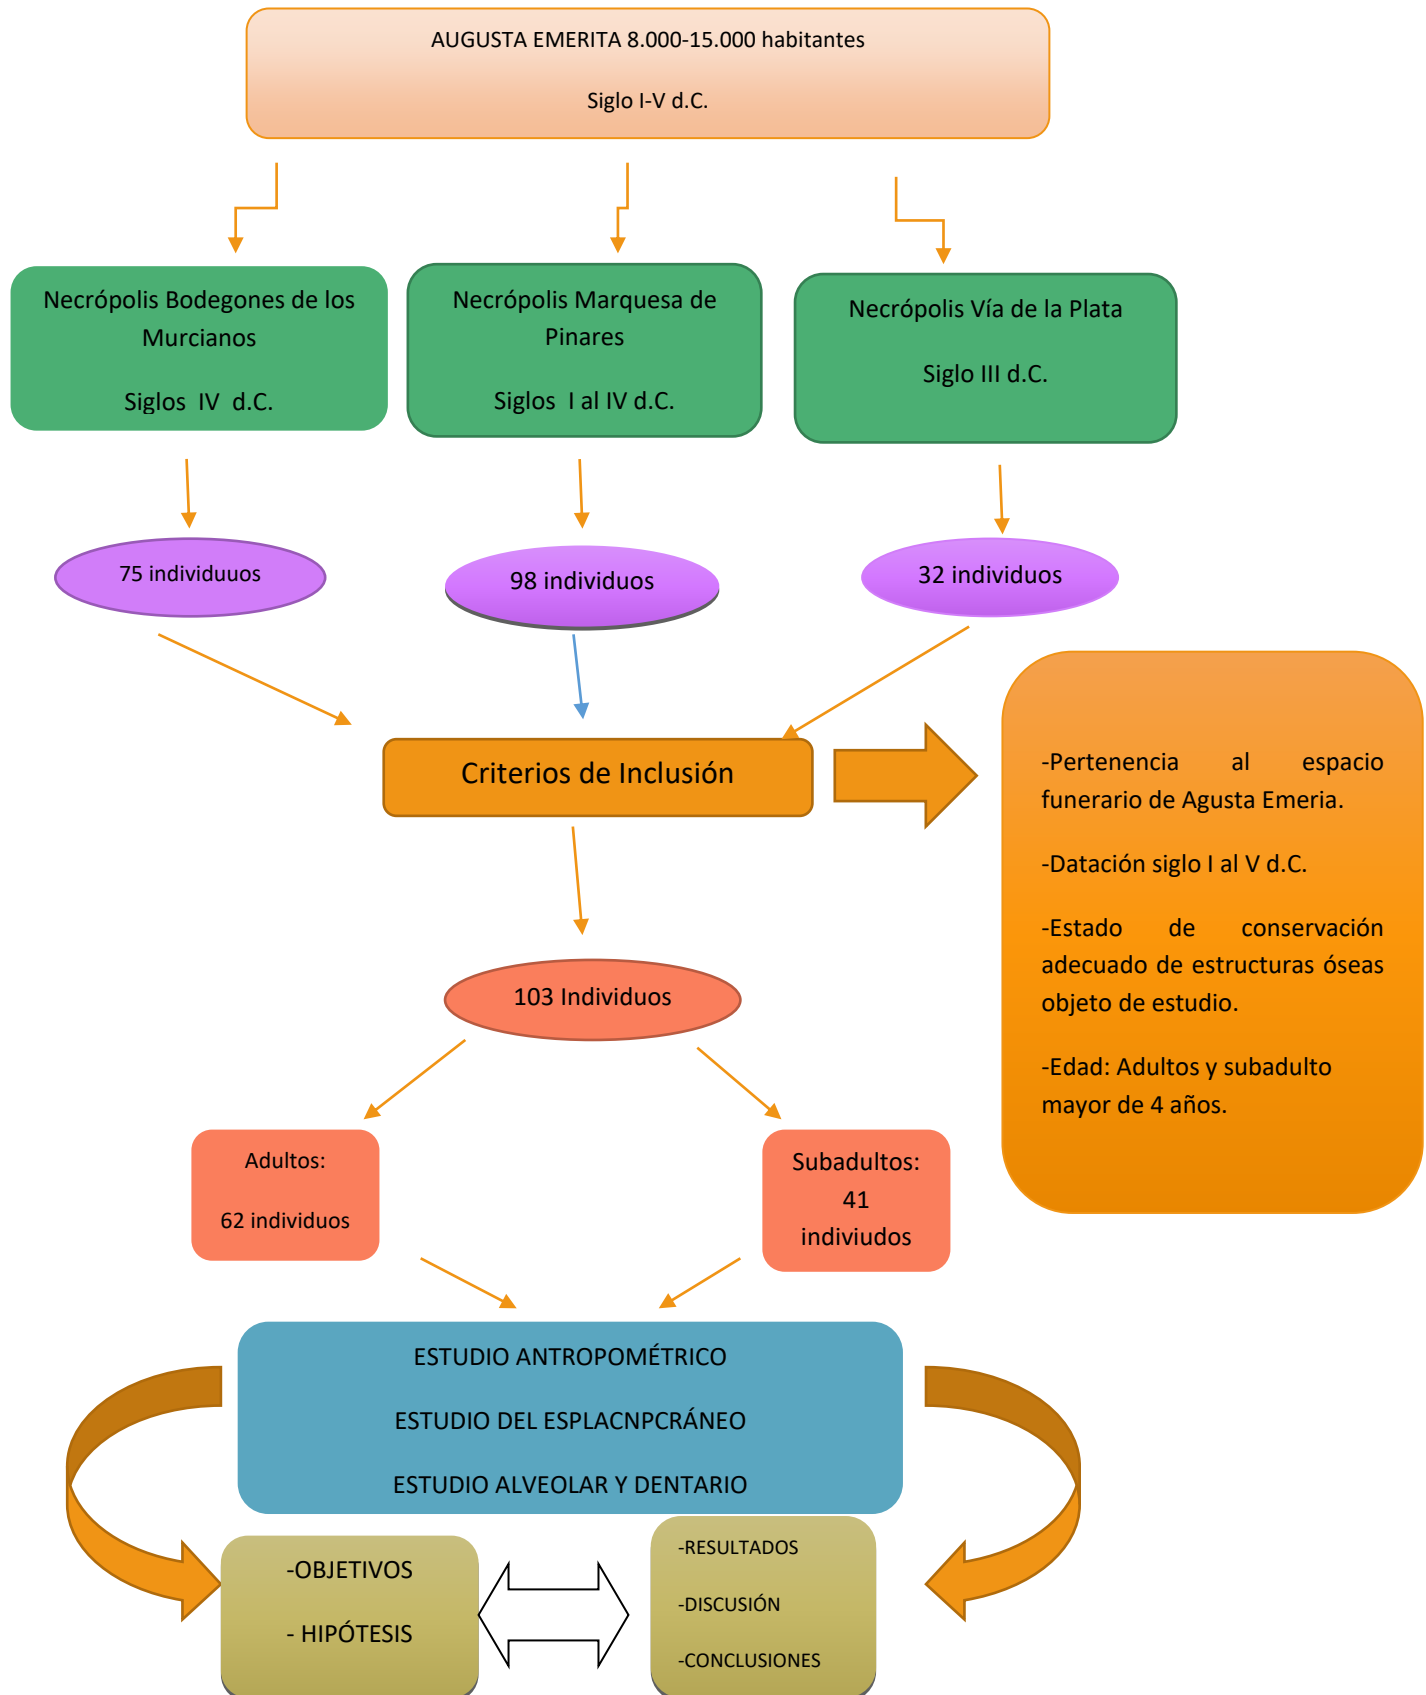 AUGUSTA EMERITA 8.000-15.000 habitantes
Siglo I-V d.C.
Necrópolis Bodegones de los
Murcianos
Siglos IV d.C.
Necrópolis Marquesa de
Pinares
Siglos I al IV d.C.
Necrópolis Vía de la Plata
Siglo III d.C.
75 individuuos
98 individuos
32 individuos
Criterios de Inclusión
-Pertenencia al espacio
funerario de Agusta Emeria.
-Datación siglo I al V d.C.
-Estado de conservación
adecuado de estructuras óseas
objeto de estudio.
-Edad: Adultos y subadulto
mayor de 4 años.
103 Individuos
Adultos:
62 individuos
Subadultos:
41
indiviudos
ESTUDIO ANTROPOMÉTRICO
ESTUDIO DEL ESPLACNPCRÁNEO
ESTUDIO ALVEOLAR Y DENTARIO
-OBJETIVOS
- HIPÓTESIS
-RESULTADOS
-DISCUSIÓN
-CONCLUSIONES